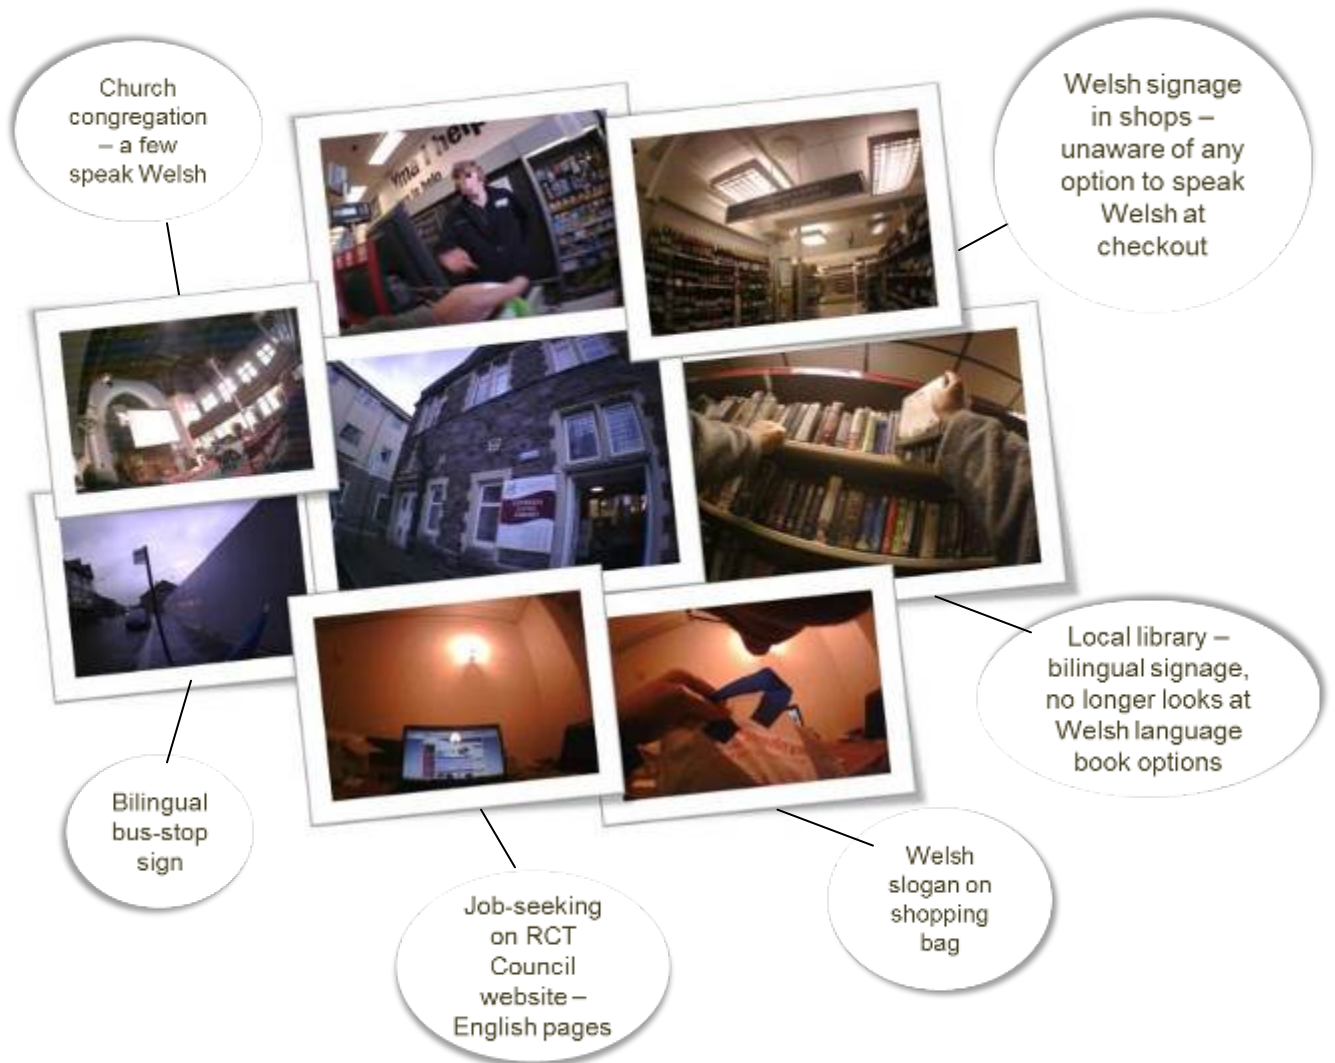 Church
congregation
– a few
speak Welsh
Welsh signage
in shops –
unaware of any
option to speak
Welsh at
checkout
help
Local library –
bilingual signage,
no longer looks at
Welsh language
book options
Bilingual
bus-stop
sign
Welsh
slogan on
shopping
bag
Job-seeking
on RCT
Council
website –
English pages